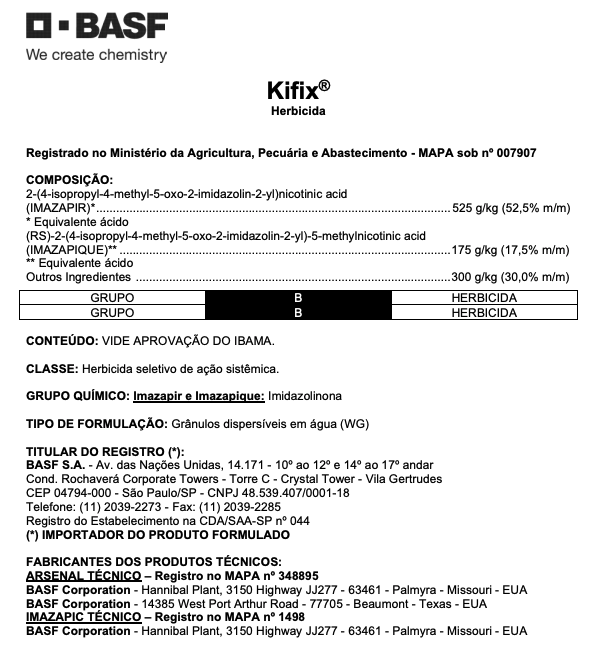 BASF
We create chemistry
Kifix®
Herbicida
Registrado no Ministério da Agricultura, Pecuária e Abastecimento - MAPA sob nº 007907
COMPOSIÇÃO:
2-(4-isopropyl-4-methyl-5-oxo-2-imidazolin-2-yl)nicotinic acid
(IMAZAPIR)*.......................................................................................................525 g/kg (52,5% m/m)
* Equivalente ácido
(RS)-2-(4-isopropyl-4-methyl-5-oxo-2-imidazolin-2-yl)-5-methylnicotinic acid
(IMAZAPIQUE)** ................................................................................................175 g/kg (17,5% m/m)
** Equivalente ácido
Outros Ingredientes ............................................................................................300 g/kg (30,0% m/m)
GRUPO B HERBICIDA
GRUPO B HERBICIDA
CONTEÚDO: VIDE APROVAÇÃO DO IBAMA.
CLASSE: Herbicida seletivo de ação sistêmica.
GRUPO QUÍMICO: Imazapir e Imazapique: Imidazolinona
TIPO DE FORMULAÇÃO: Grânulos dispersíveis em água (WG)
TITULAR DO REGISTRO (*):
BASF S.A. - Av. das Nações Unidas, 14.171 - 10º ao 12º e 14º ao 17º andar
Cond. Rochaverá Corporate Towers - Torre C - Crystal Tower - Vila Gertrudes
CEP 04794-000 - São Paulo/SP - CNPJ 48.539.407/0001-18
Telefone: (11) 2039-2273 - Fax: (11) 2039-2285
Registro do Estabelecimento na CDA/SAA-SP nº 044
(*) IMPORTADOR DO PRODUTO FORMULADO
FABRICANTES DOS PRODUTOS TÉCNICOS:
ARSENAL TÉCNICO – Registro no MAPA nº 348895
BASF Corporation - Hannibal Plant, 3150 Highway JJ277 - 63461 - Palmyra - Missouri - EUA
BASF Corporation - 14385 West Port Arthur Road - 77705 - Beaumont - Texas - EUA
IMAZAPIC TÉCNICO – Registro no MAPA nº 1498
BASF Corporation - Hannibal Plant, 3150 Highway JJ277 - 63461 - Palmyra - Missouri - EUA